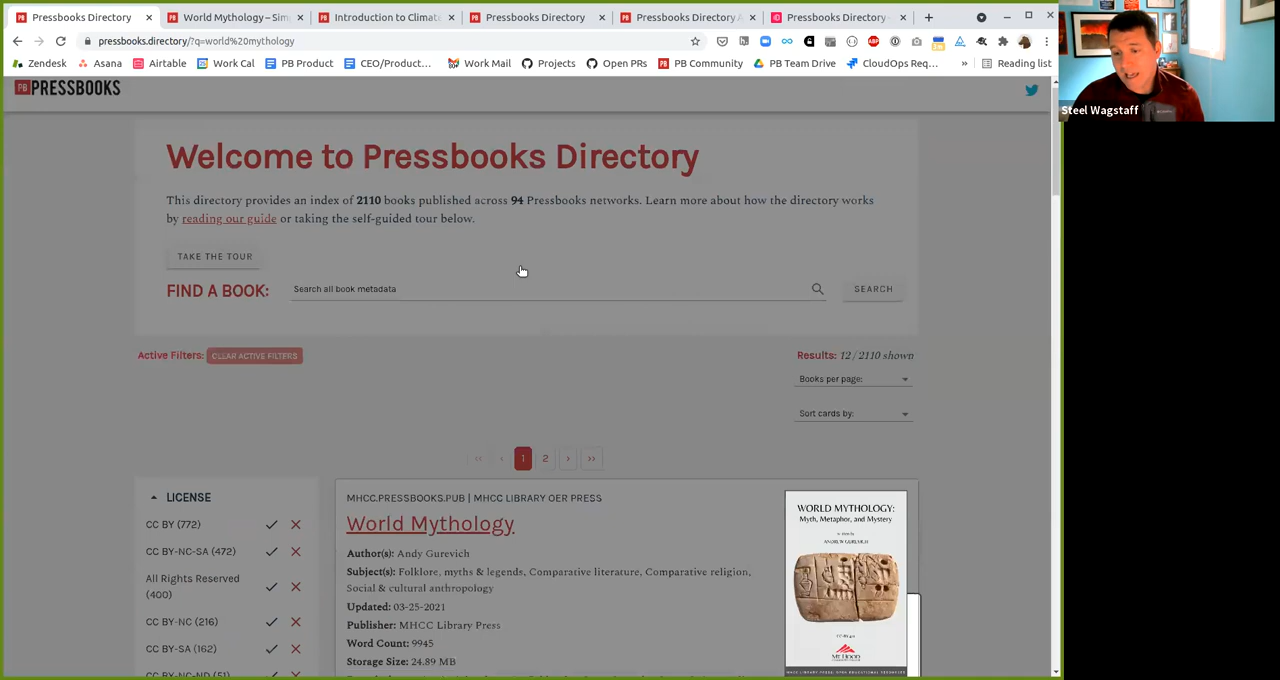 Pressbooks Directory
World Mythology – Sim
Introduction to Climat
Pressbooks Directory
Pressbooks Directory
Pressbooks Directory
pressbooks.directory/?q=world%20mythology
Zendesk
Asana
Airtable
Work Cal
PB Product
CEO/Produc...
Work Mail
Projects
Open PRs
PB Community
PB Team Drive
CloudOps Req...
»
Reading list
Steel Wagstaff
PB PRESSBOOKS
Welcome to Pressbooks Directory
This directory provides an index of 2110 books published across 94 Pressbooks networks. Learn more about how the directory works
by reading our guide or taking the self-guided tour below.
TAKE THE TOUR
FIND A BOOK:
Search all book metadata
SEARCH
Active Filters: CLEAR ACTIVE FILTERS
Results: 12 / 2110 shown
Books per page:
Sort cards by:
«
‹
1
2
›
»
LICENSE
CC BY (772)
CC BY-NC-SA (472)
All Rights Reserved
(400)
CC BY-NC (216)
CC BY-SA (162)
CC BY-NC-ND (51)
MHCC.PRESSBOOKS.PUB | MHCC LIBRARY OER PRESS
World Mythology
Author(s): Andy Gurevich
Subject(s): Folklore, myths & legends, Comparative literature, Comparative religion,
Social & cultural anthropology
Updated: 03-25-2021
Publisher: MHCC Library Press
Word Count: 9945
Storage Size: 24.89 MB
WORLD MYTHOLOGY:
Myth, Metaphor, and Mystery
ANDREW GUREVICH